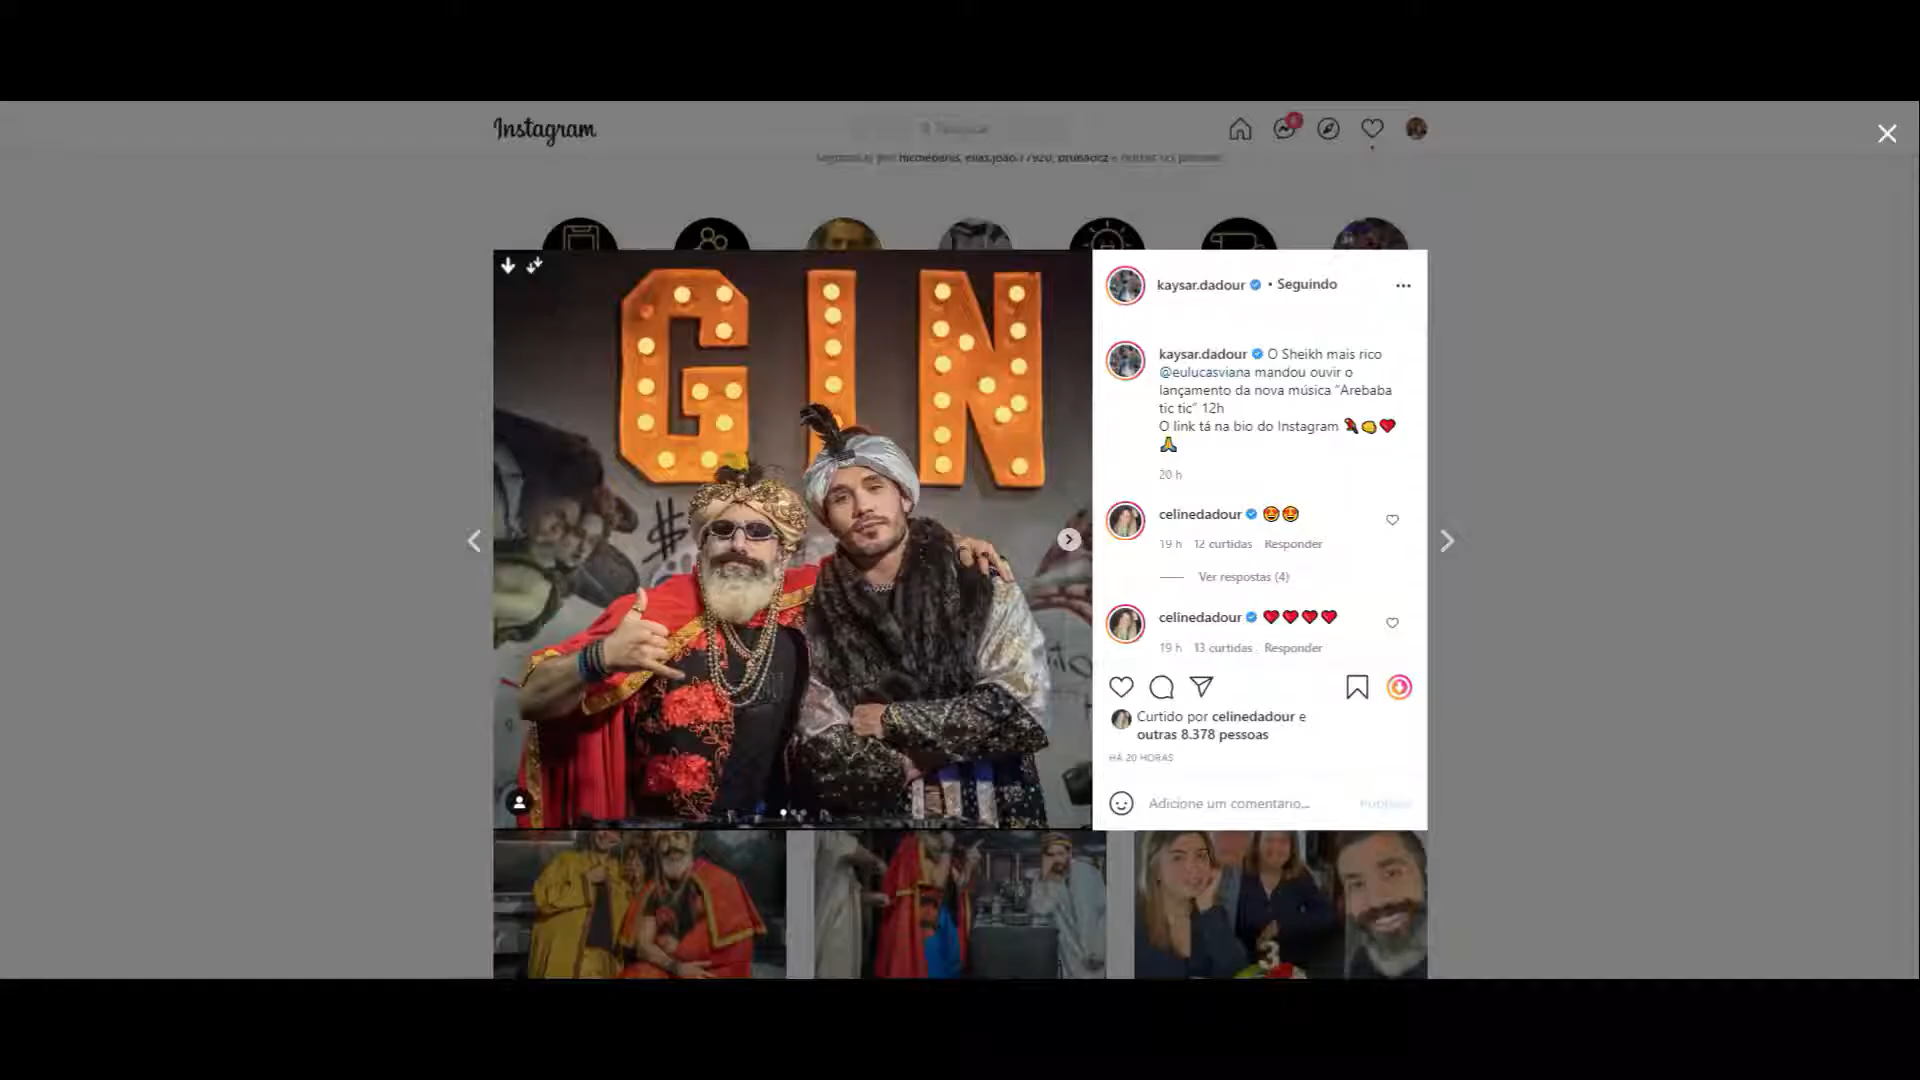 Instagram
GIN
kaysar.dadour • Seguindo
kaysar.dadour O Sheikh mais rico
@eulucasviana mandou ouvir o
lançamento da nova música "Arebaba
tic tic" 12h
O link tá na bio do Instagram
20 h
celinedadour
19 h 12 curtidas Responder
Ver respostas (4)
celinedadour
19 h 13 curtidas Responder
Curtido por celinedadour e
outras 8.378 pessoas
HÁ 20 HORAS
Adicione um comentário... Publicar